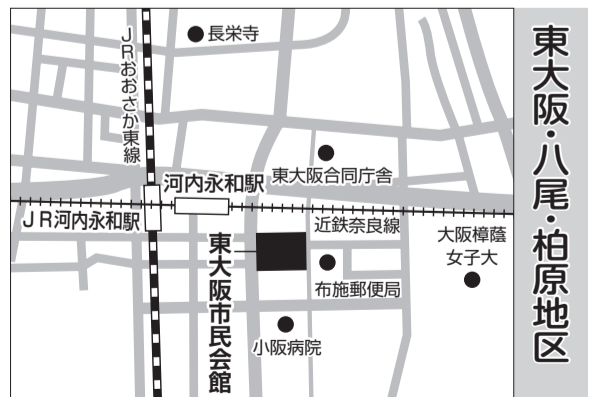 東大阪・八尾・柏原地区
長栄寺
JRおおさか東線
東大阪合同庁舎
河内永和駅
JR河内永和駅
近鉄奈良線
大阪樟蔭
女子大
東大阪市民会館
布施郵便局
小阪病院